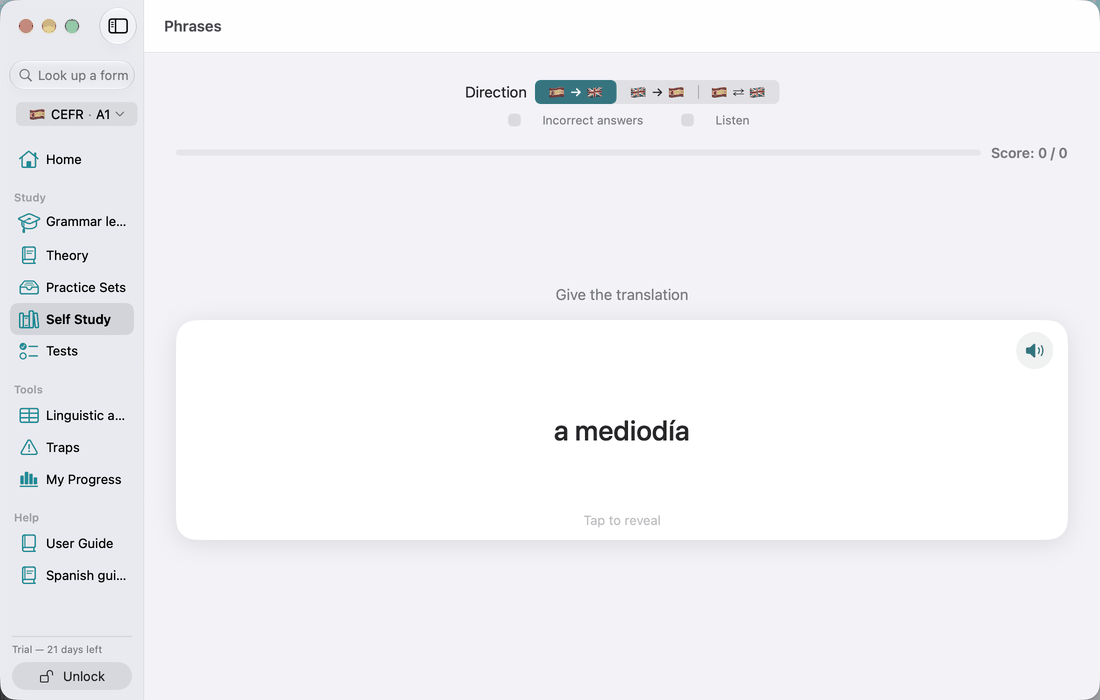 Phrases
Look up a form
CEFR · A1
Home
Study
Grammar le...
Theory
Practice Sets
Self Study
Tests
Tools
Linguistic a...
Traps
My Progress
Help
User Guide
Spanish gui...
Trial — 21 days left
Unlock
Direction
Incorrect answers
Listen
Score: 0 / 0
Give the translation
a mediodía
Tap to reveal